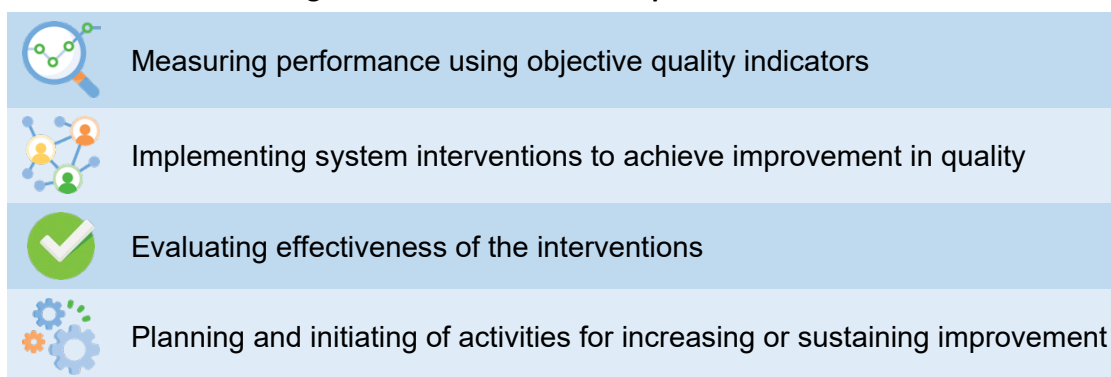 Measuring performance using objective quality indicators
Implementing system interventions to achieve improvement in quality
Evaluating effectiveness of the interventions
Planning and initiating of activities for increasing or sustaining improvement